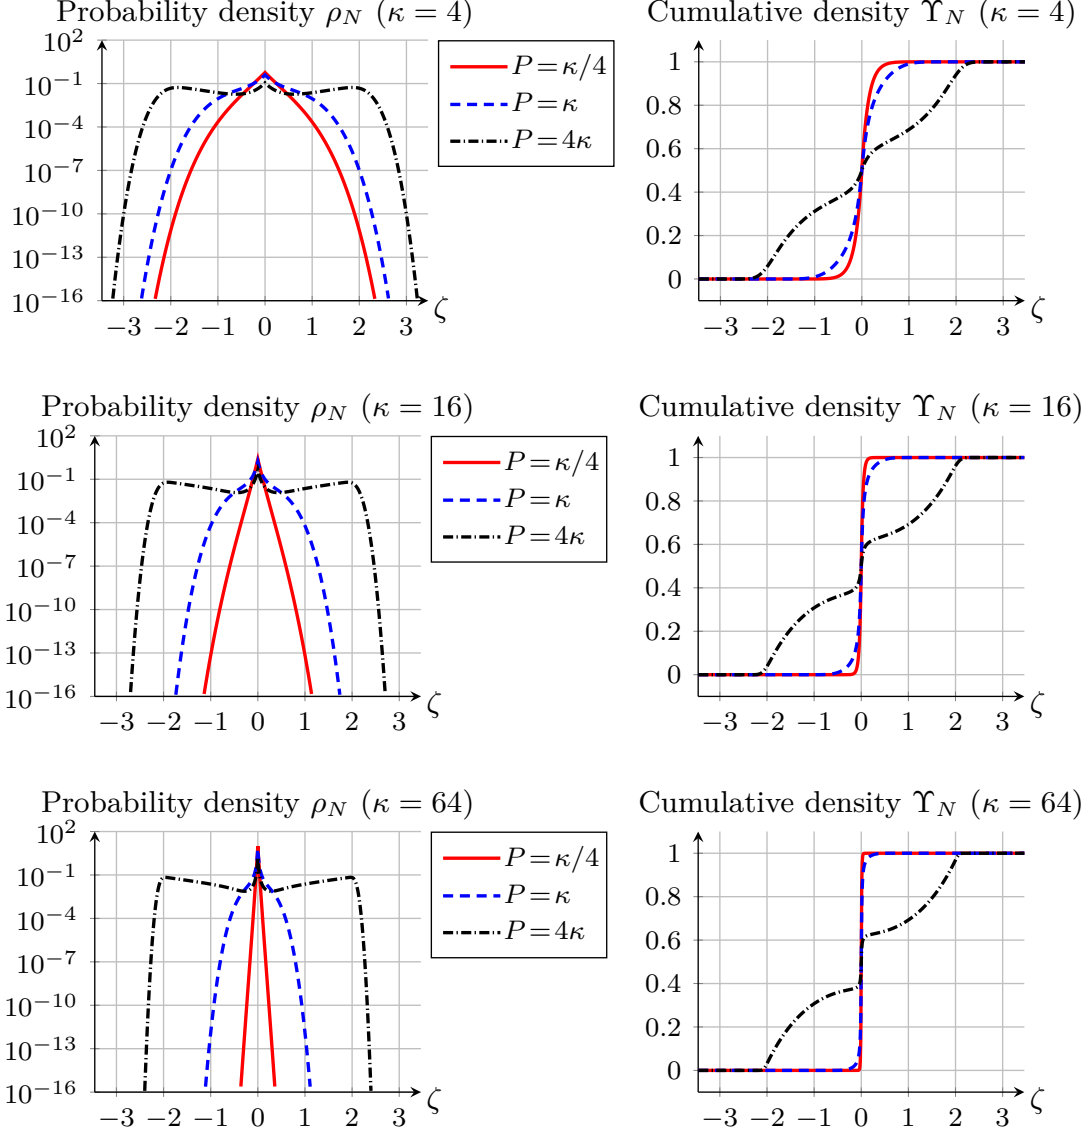 Probability density ρ_N (κ = 4)
10²
10⁻¹
10⁻⁴
10⁻⁷
10⁻¹⁰
10⁻¹³
10⁻¹⁶
−3 −2 −1 0 1 2 3
ζ
P = κ/4
P = κ
P = 4κ
Cumulative density Υ_N (κ = 4)
1
0.8
0.6
0.4
0.2
0
−3 −2 −1 0 1 2 3
ζ
Probability density ρ_N (κ = 16)
10²
10⁻¹
10⁻⁴
10⁻⁷
10⁻¹⁰
10⁻¹³
10⁻¹⁶
−3 −2 −1 0 1 2 3
ζ
P = κ/4
P = κ
P = 4κ
Cumulative density Υ_N (κ = 16)
1
0.8
0.6
0.4
0.2
0
−3 −2 −1 0 1 2 3
ζ
Probability density ρ_N (κ = 64)
10²
10⁻¹
10⁻⁴
10⁻⁷
10⁻¹⁰
10⁻¹³
10⁻¹⁶
−3 −2 −1 0 1 2 3
ζ
P = κ/4
P = κ
P = 4κ
Cumulative density Υ_N (κ = 64)
1
0.8
0.6
0.4
0.2
0
−3 −2 −1 0 1 2 3
ζ